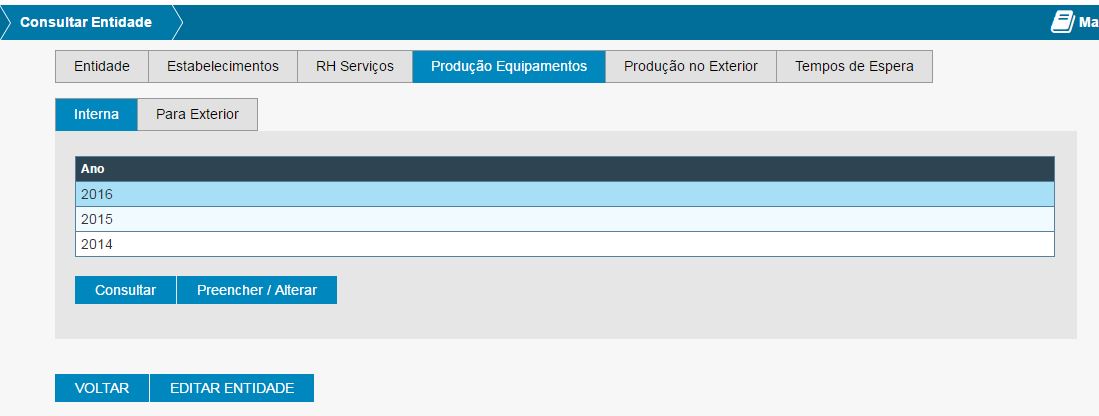 Consultar Entidade
Entidade Estabelecimentos RH Serviços Produção Equipamentos Produção no Exterior Tempos de Espera
Interna Para Exterior
Ano
2016
2015
2014
Consultar Preencher / Alterar
VOLTAR EDITAR ENTIDADE